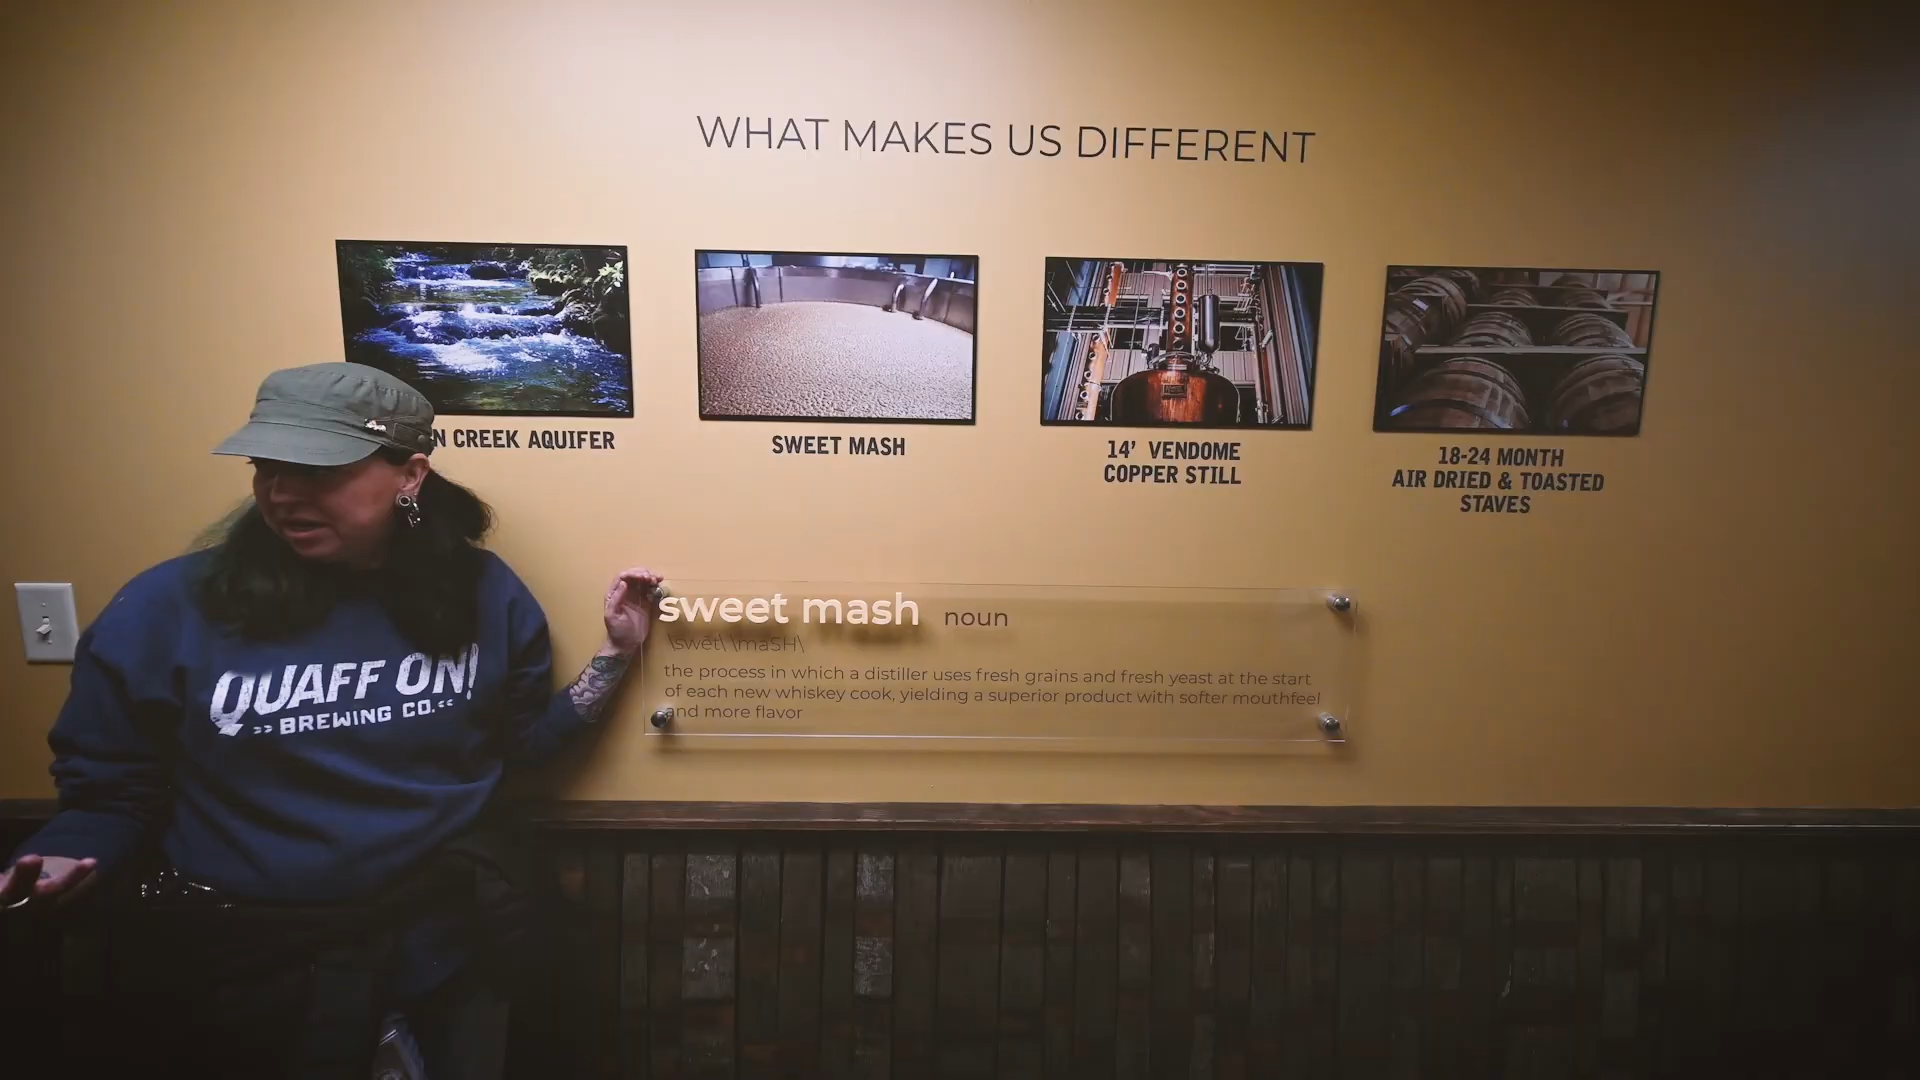 WHAT MAKES US DIFFERENT
CREEK AQUIFER
SWEET MASH
14' VENDOME
COPPER STILL
18-24 MONTH
AIR DRIED & TOASTED
STAVES
sweet mash noun
\swēt\ \maSH\
the process in which a distiller uses fresh grains and fresh yeast at the start
of each new whiskey cook, yielding a superior product with softer mouthfeel
and more flavor
QUAFF ON!
>> BREWING CO. <<